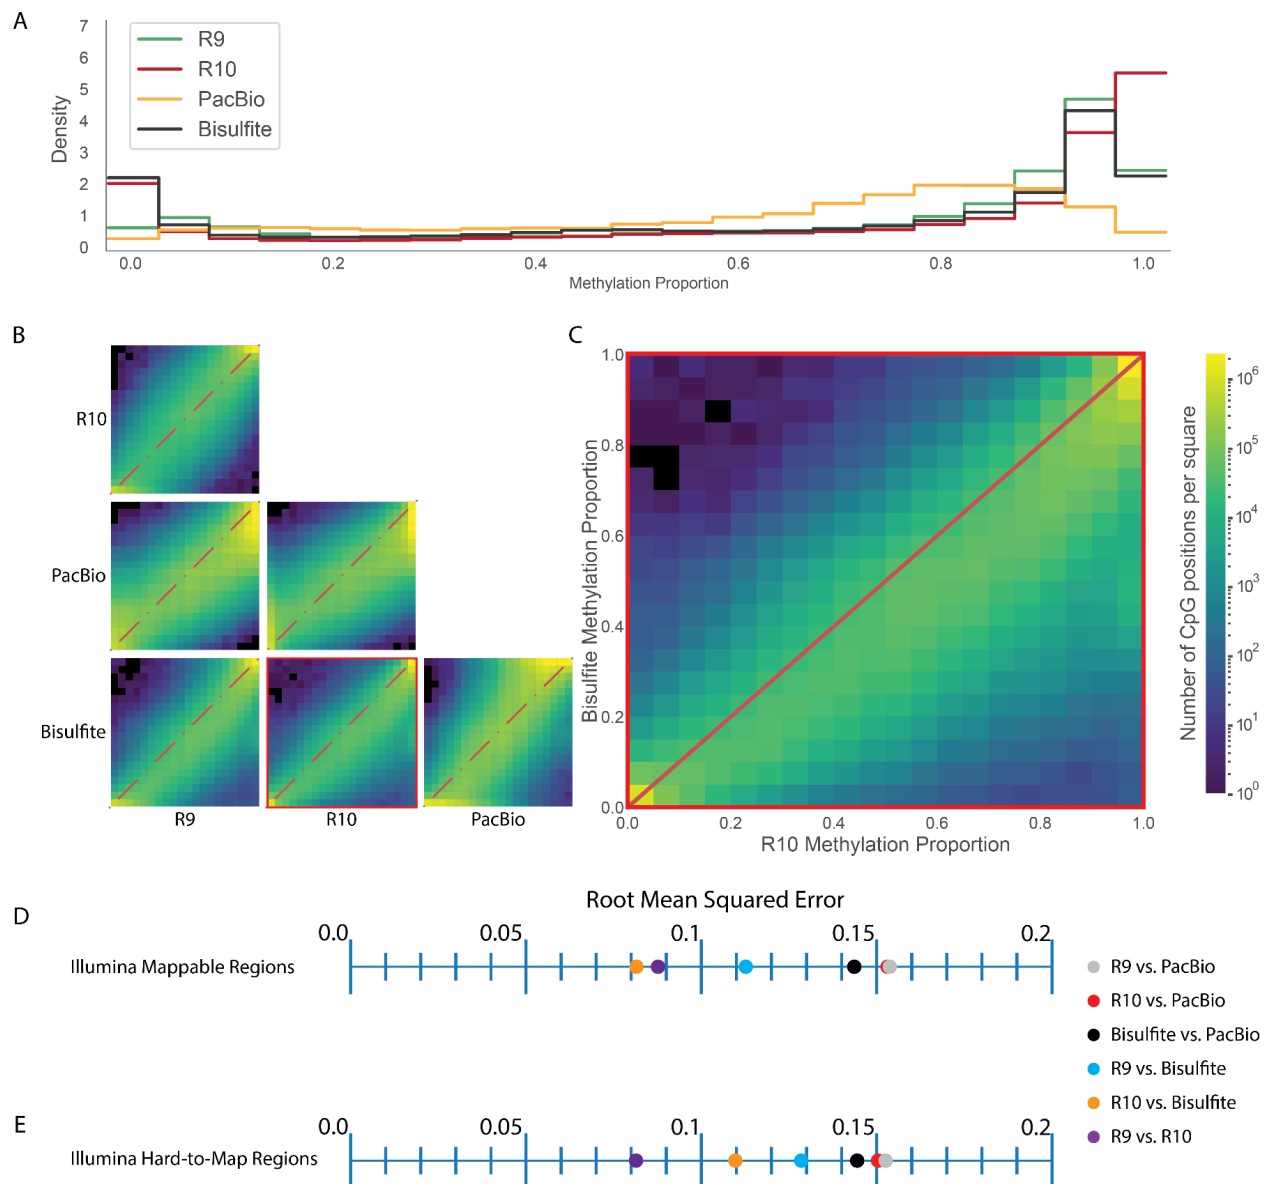 A
7
6
5
4
3
2
1
0
Density
R9
R10
PacBio
Bisulfite
0.0 0.2 0.4 0.6 0.8 1.0
Methylation Proportion
B
R10
PacBio
Bisulfite
R9 R10 PacBio
C
1.0
0.8
0.6
0.4
0.2
0.0
Bisulfite Methylation Proportion
0.0 0.2 0.4 0.6 0.8 1.0
R10 Methylation Proportion
10^6
10^5
10^4
10^3
10^2
10^1
10^0
Number of CpG positions per square
Root Mean Squared Error
D
0.0 0.05 0.1 0.15 0.2
Illumina Mappable Regions
E
0.0 0.05 0.1 0.15 0.2
Illumina Hard-to-Map Regions
R9 vs. PacBio
R10 vs. PacBio
Bisulfite vs. PacBio
R9 vs. Bisulfite
R10 vs. Bisulfite
R9 vs. R10